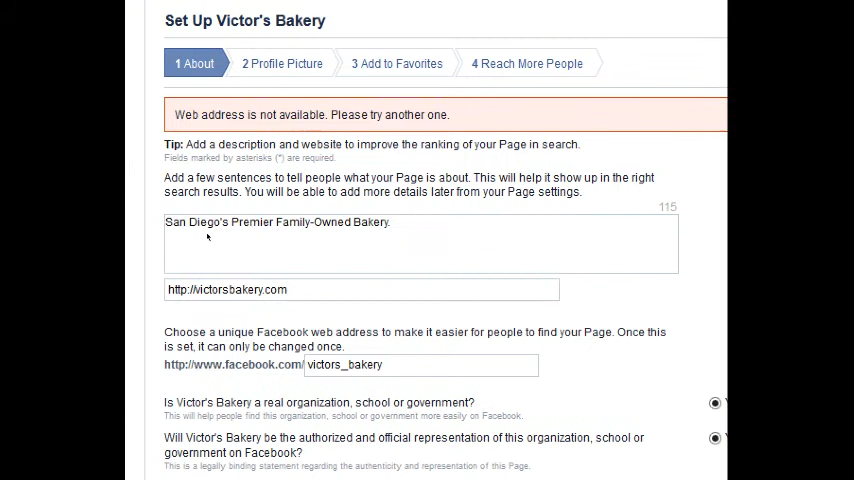 Set Up Victor's Bakery
1 About
2 Profile Picture
3 Add to Favorites
4 Reach More People
Web address is not available. Please try another one.
Tip: Add a description and website to improve the ranking of your Page in search.
Fields marked by asterisks (*) are required.
Add a few sentences to tell people what your Page is about. This will help it show up in the right
search results. You will be able to add more details later from your Page settings.
115
San Diego's Premier Family-Owned Bakery.
http://victorsbakery.com
Choose a unique Facebook web address to make it easier for people to find your Page. Once this
is set, it can only be changed once.
http://www.facebook.com/ victors_bakery
Is Victor's Bakery a real organization, school or government?
This will help people find this organization, school or government more easily on Facebook.
Will Victor's Bakery be the authorized and official representation of this organization, school or
government on Facebook?
This is a legally binding statement regarding the authenticity and representation of this Page.